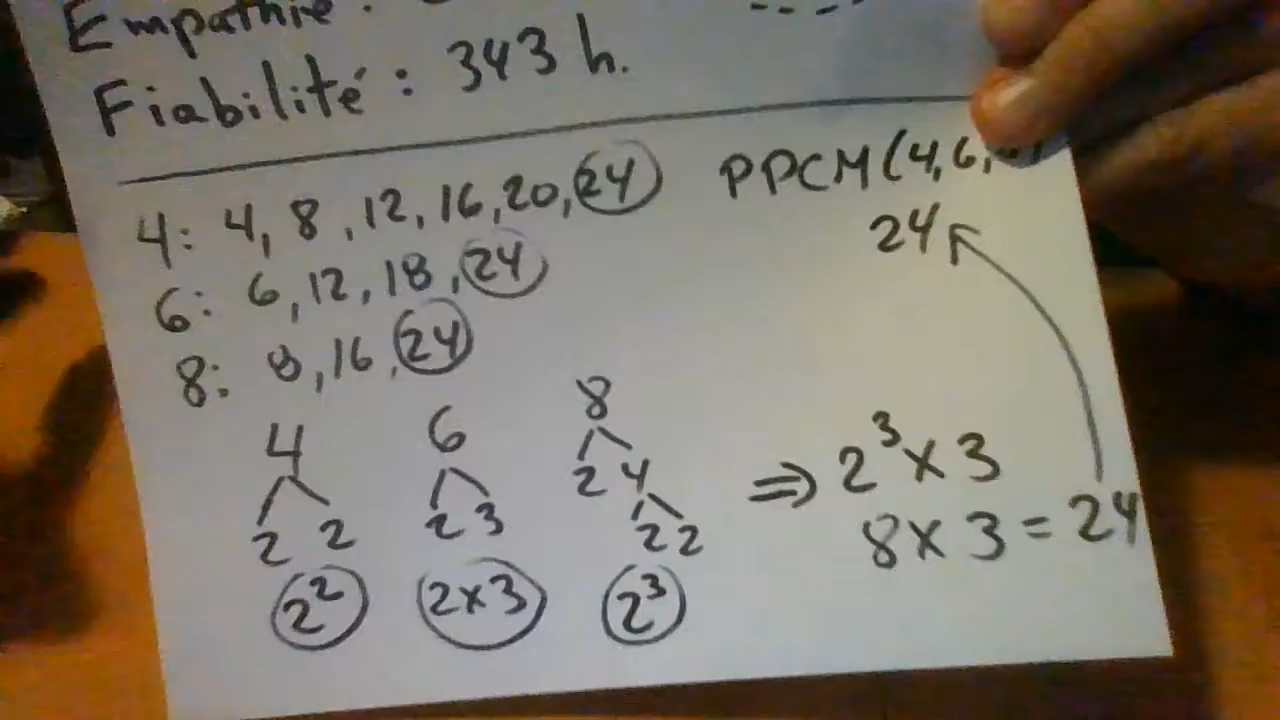 Empathie :
Fiabilité : 343 h.
4: 4, 8, 12, 16, 20, 24
PPCM(4,6,
24
6: 6, 12, 18, 24
8: 8, 16, 24
4
6
8
2 2
2 3
2 4
2 2
2²
2x3
2³
⇒ 2³ x 3
8 x 3 = 24